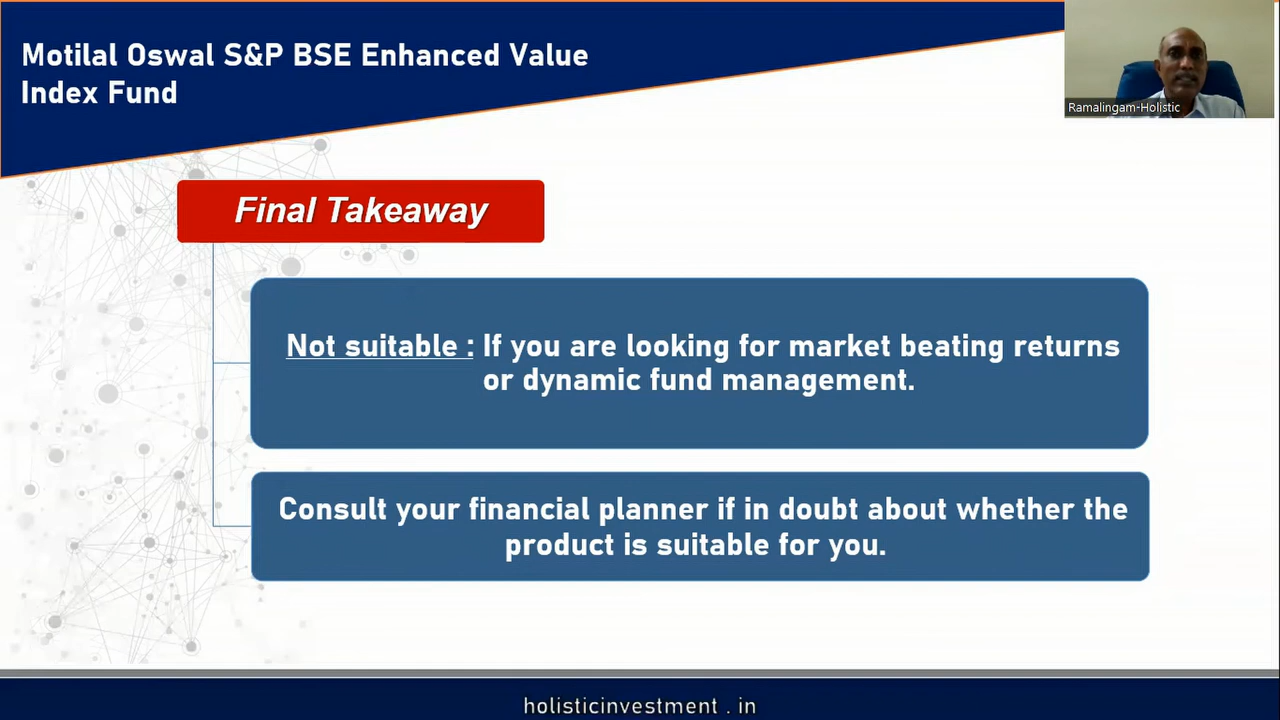 Motilal Oswal S&P BSE Enhanced Value
Index Fund
Ramalingam-Holistic
Final Takeaway
Not suitable : If you are looking for market beating returns
or dynamic fund management.
Consult your financial planner if in doubt about whether the
product is suitable for you.
holisticinvestment . in